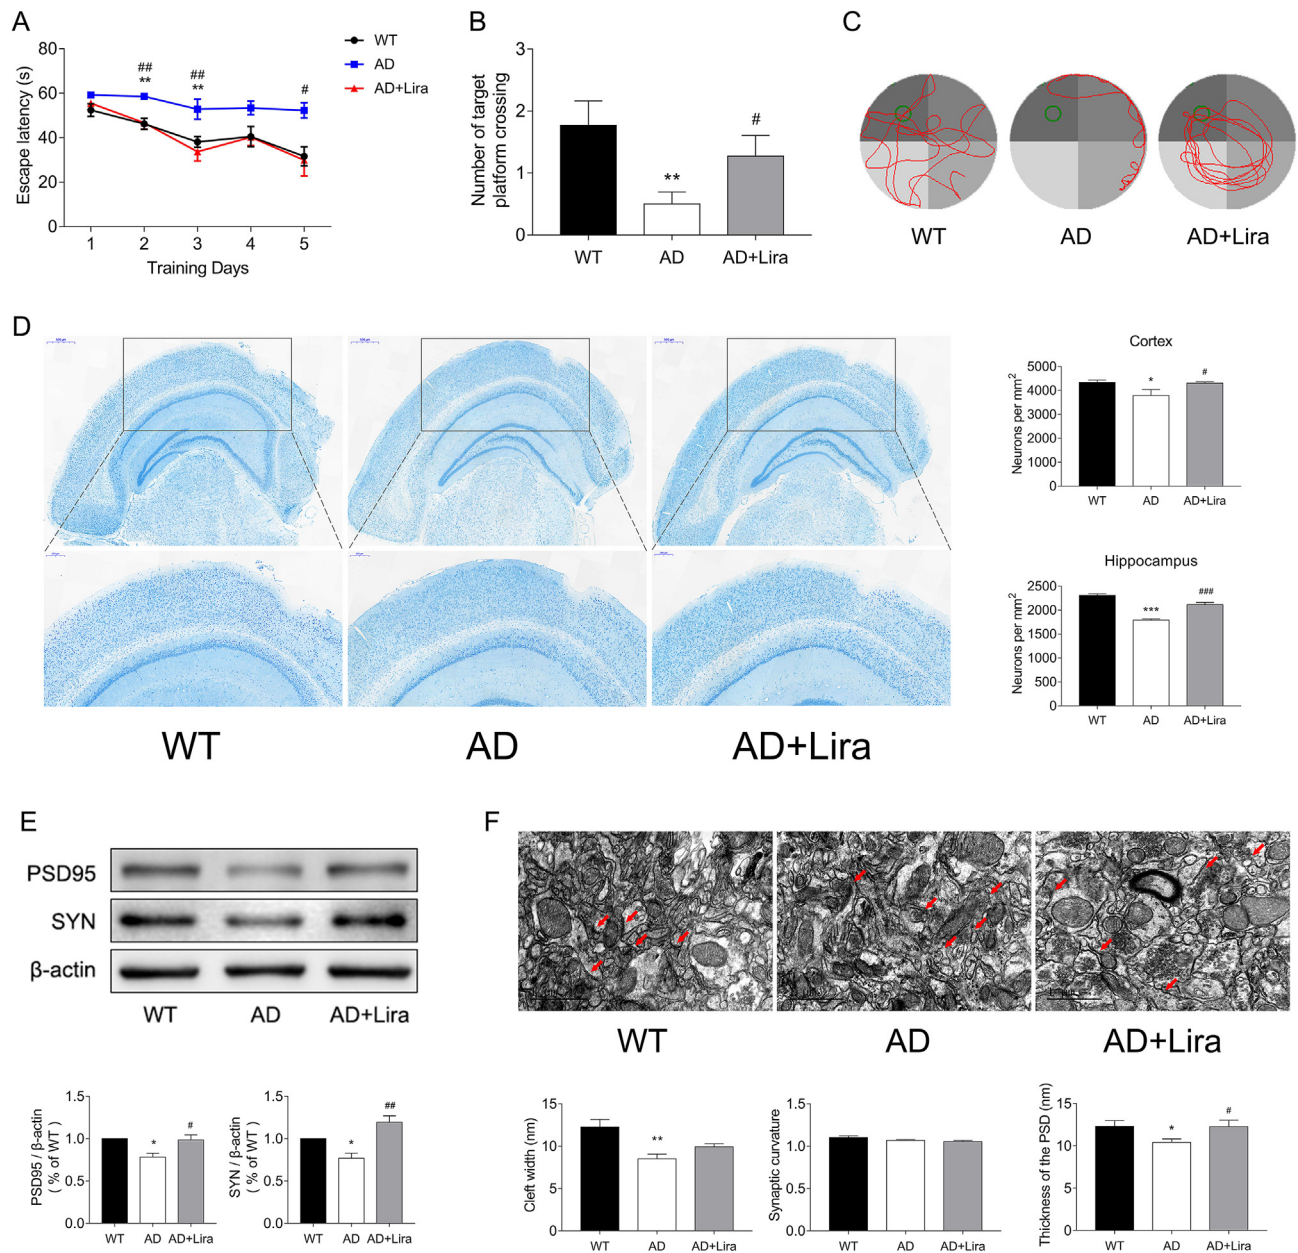 A
Escape latency (s)
80
60
40
20
0
1 2 3 4 5
Training Days
##
**
##
**
#
WT
AD
AD+Lira
B
Number of target
platform crossing
3
2
1
0
**
#
WT AD AD+Lira
C
WT AD AD+Lira
D
WT AD AD+Lira
Cortex
Neurons per mm²
5000
4000
3000
2000
1000
0
*
#
WT AD AD+Lira
Hippocampus
Neurons per mm²
2500
2000
1500
1000
500
0
***
###
WT AD AD+Lira
E
PSD95
SYN
β-actin
WT AD AD+Lira
PSD95 / β-actin
( % of WT )
1.5
1.0
0.5
0.0
*
#
WT AD AD+Lira
SYN / β-actin
( % of WT )
1.5
1.0
0.5
0.0
*
##
WT AD AD+Lira
F
WT AD AD+Lira
Cleft width (nm)
15
10
5
0
**
WT AD AD+Lira
Synaptic curvature
1.5
1.0
0.5
0.0
WT AD AD+Lira
Thickness of the PSD (nm)
15
10
5
0
*
#
WT AD AD+Lira